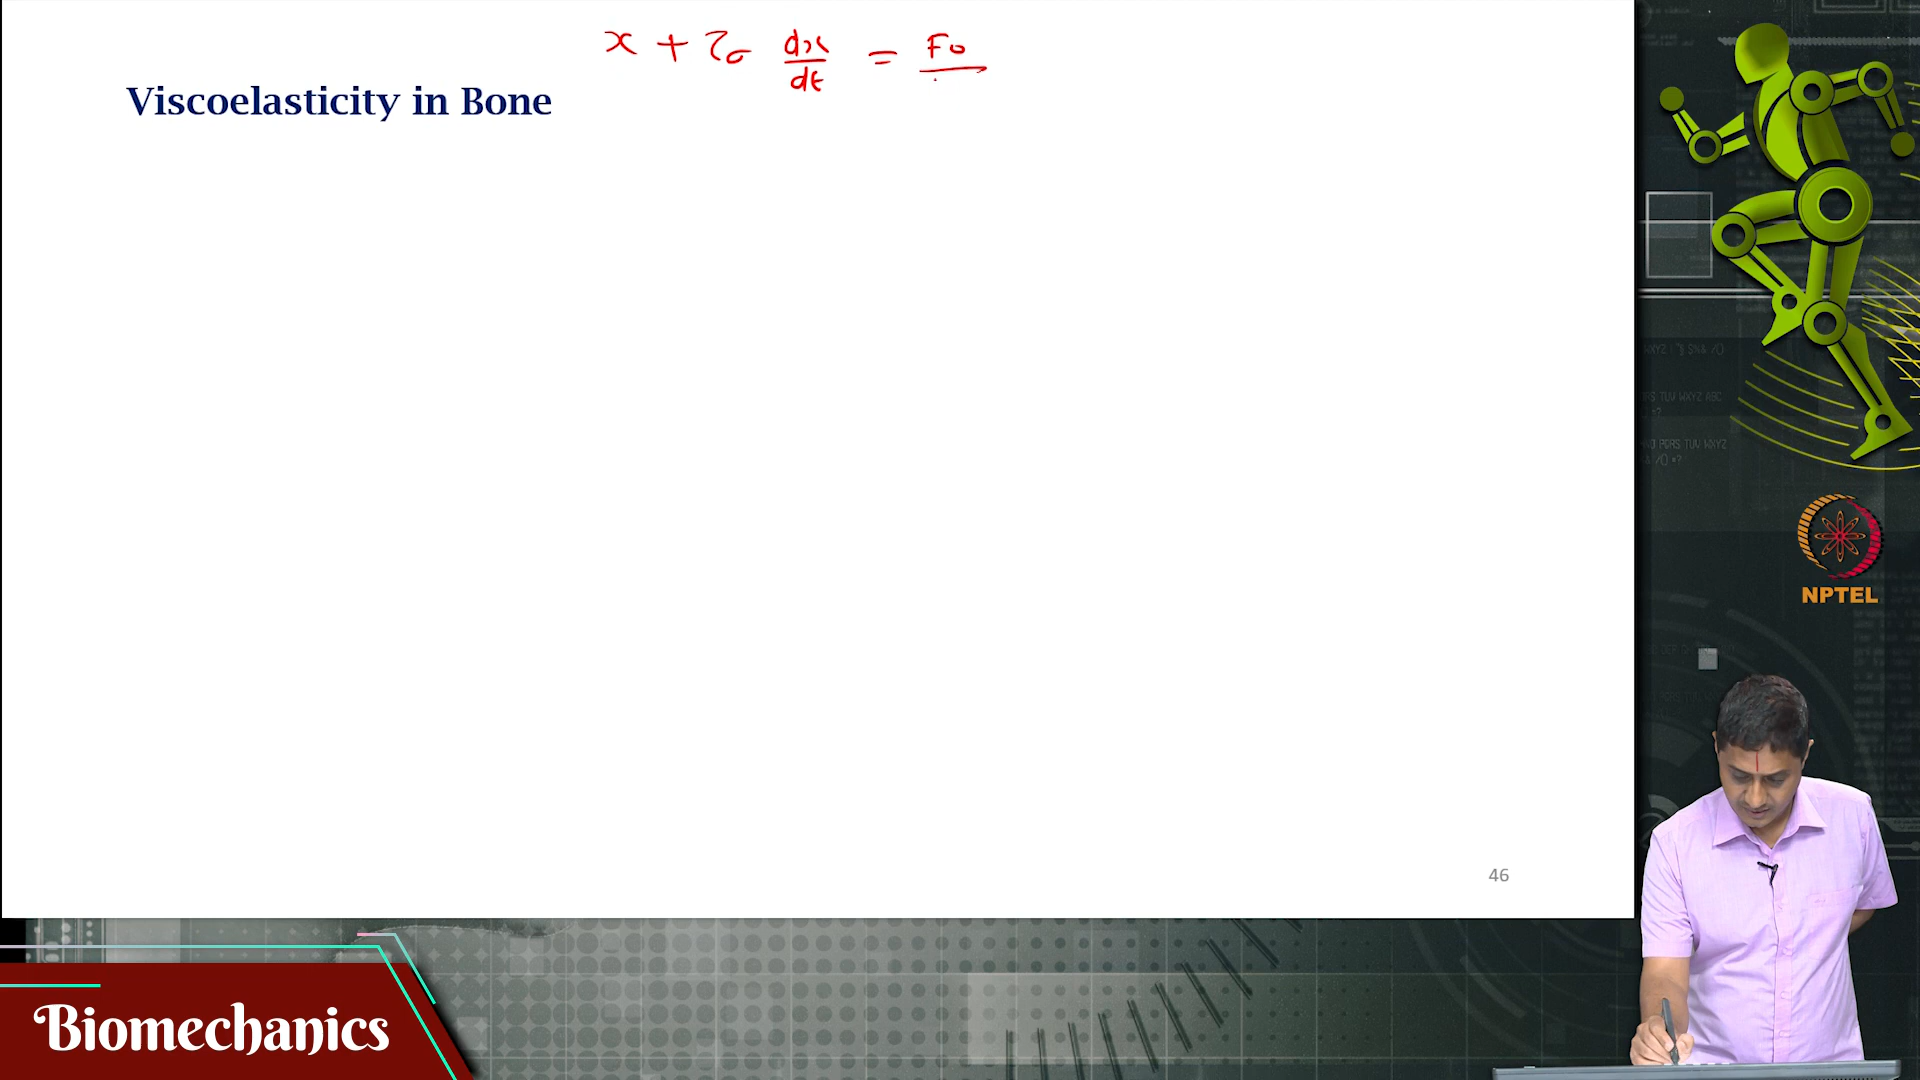 x + τσ dx/dt = F0
Viscoelasticity in Bone
46
NPTEL
Biomechanics